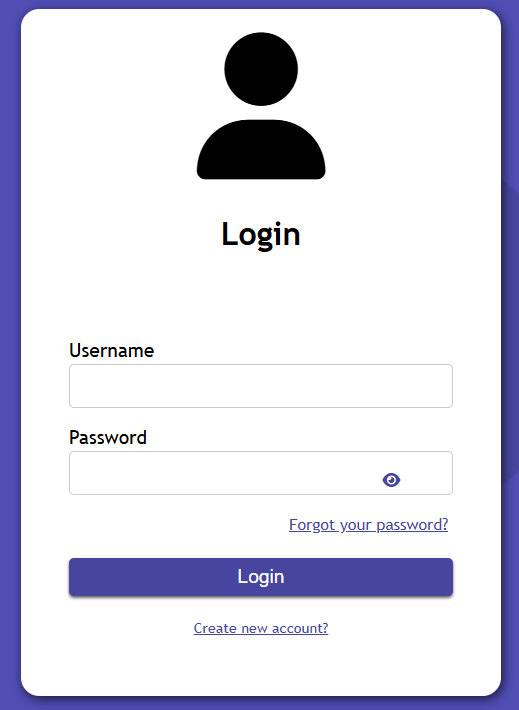 Login
Username
Password
Forgot your password?
Login
Create new account?